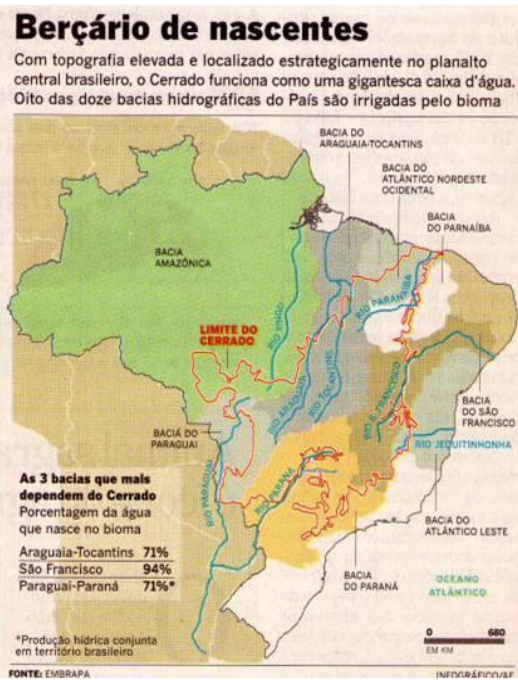 Berçário de nascentes
Com topografia elevada e localizado estrategicamente no planalto
central brasileiro, o Cerrado funciona como uma gigantesca caixa d'água.
Oito das doze bacias hidrográficas do País são irrigadas pelo bioma
BACIA DO
ARAGUAIA-TOCANTINS
BACIA DO
ATLÂNTICO NORDESTE
OCIDENTAL
BACIA
DO PARNAÍBA
BACIA
AMAZÔNICA
RIO XINGU
RIO PARANAÍBA
LIMITE DO
CERRADO
RIO ARAGUAIA
RIO TOCANTINS
RIO S. FRANCISCO
BACIA
DO SÃO
FRANCISCO
BACIA DO
PARAGUAI
RIO JEQUITINHONHA
RIO PARAGUAI
RIO PARANÁ
BACIA DO
ATLÂNTICO LESTE
BACIA
DO PARANÁ
OCEANO
ATLÂNTICO
As 3 bacias que mais
dependem do Cerrado
Porcentagem da água
que nasce no bioma
Araguaia-Tocantins 71%
São Francisco 94%
Paraguai-Paraná 71%*
*Produção hídrica conjunta
em território brasileiro
0 680
EM KM
FONTE: EMBRAPA
INFOGRÁFICO/AE